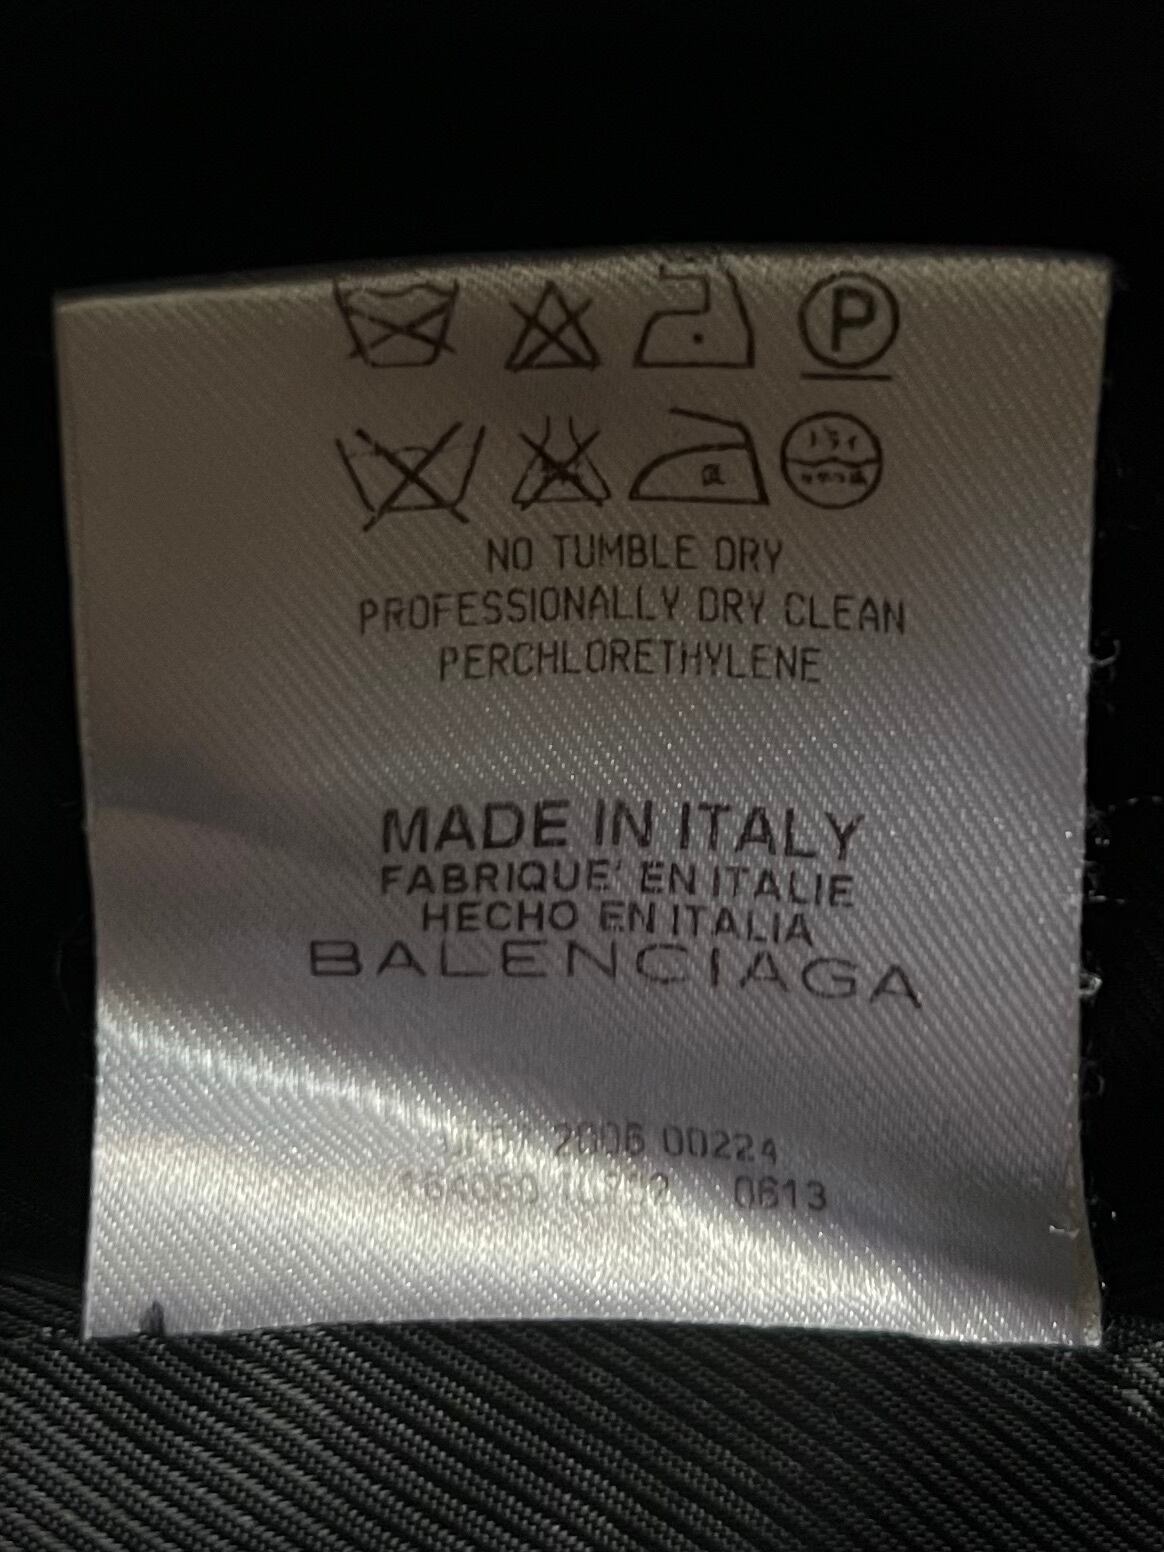 P
NO TUMBLE DRY
PROFESSIONALLY DRY CLEAN
PERCHLORETHYLENE
MADE IN ITALY
FABRIQUE' EN ITALIE
HECHO EN ITALIA
BALENCIAGA
2006 00224
0613